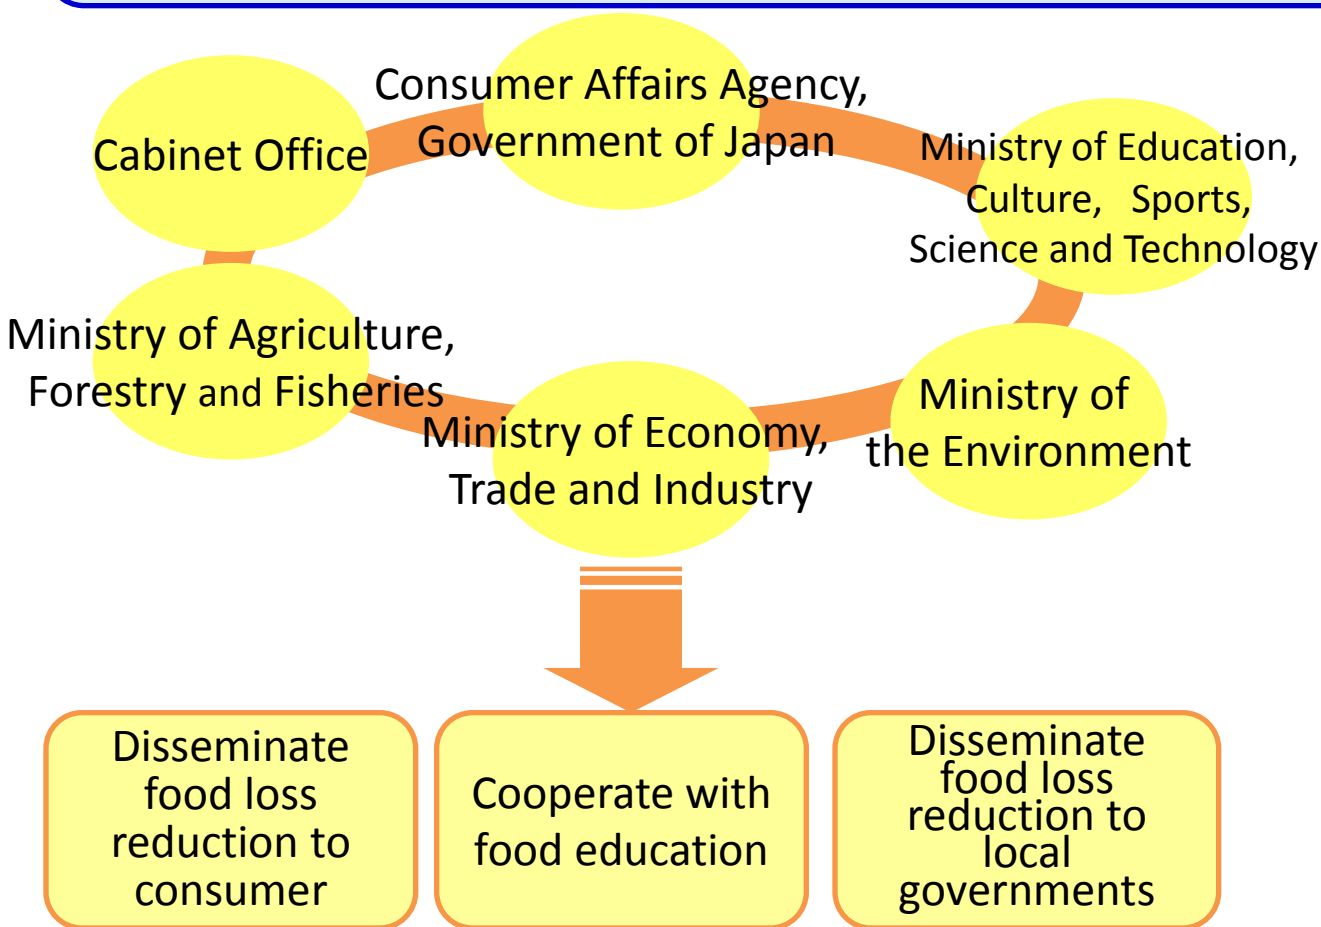 Consumer Affairs Agency,
Government of Japan
Cabinet Office
Ministry of Education,
Culture, Sports,
Science and Technology
Ministry of Agriculture,
Forestry and Fisheries
Ministry of Economy,
Trade and Industry
Ministry of
the Environment
Disseminate
food loss
reduction to
consumer
Cooperate with
food education
Disseminate
food loss
reduction to
local
governments